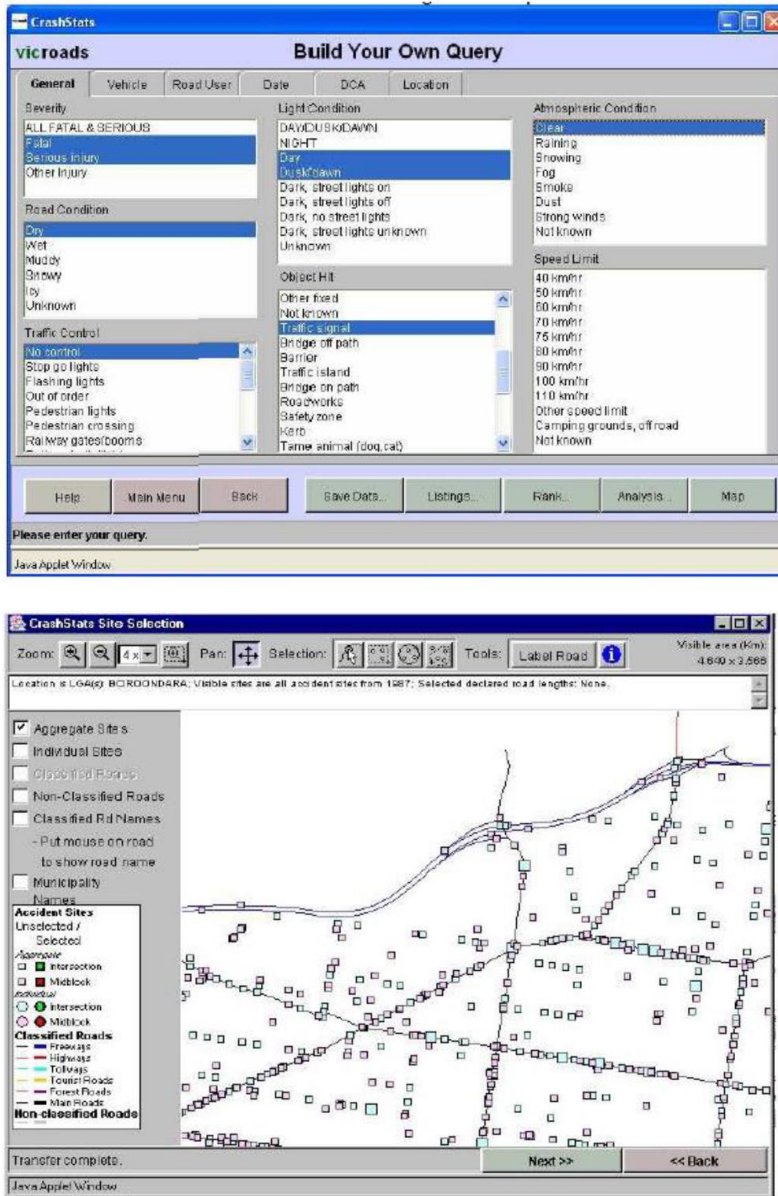 CrashStats
vicroads
Build Your Own Query
General Vehicle Road User Date DCA Location
Severity
ALL FATAL & SERIOUS
Fatal
Serious injury
Other Injury
Road Condition
Dry
Wet
Muddy
Snowy
Icy
Unknown
Traffic Control
No control
Stop go lights
Flashing lights
Out of order
Pedestrian lights
Pedestrian crossing
Railway gates/booms
Light Condition
DAY/DUSK/DAWN
NIGHT
Day
Dusk/dawn
Dark, street lights on
Dark, street lights off
Dark, no street lights
Dark, street lights unknown
Unknown
Object Hit
Other fixed
Not known
Traffic signal
Bridge off path
Barrier
Traffic island
Bridge on path
Roadworks
Safety zone
Kerb
Tame animal (dog,cat)
Atmospheric Condition
Clear
Raining
Snowing
Fog
Smoke
Dust
Strong winds
Not known
Speed Limit
40 km/hr
50 km/hr
60 km/hr
70 km/hr
75 km/hr
80 km/hr
90 km/hr
100 km/hr
110 km/hr
Other speed limit
Camping grounds, off road
Not known
Help Main Menu Back Save Data... Listings... Rank... Analysis... Map
Please enter your query.
Java Applet Window
CrashStats Site Selection
Zoom: 4x Pan: Selection: Tools: Label Road Visible area (Km):
4.640 x 3.566
Location is LGA(s): BOROONDARA; Visible sites are all accident sites from 1987; Selected declared road lengths: None.
Aggregate Sites
Individual Sites
Classified Roads
Non-Classified Roads
Classified Rd Names
- Put mouse on road
to show road name
Municipality
Names
Accident Sites
Unselected /
Selected
Aggregate
Intersection
Midblock
Individual
Intersection
Midblock
Classified Roads
Freeways
Highways
Tollways
Tourist Roads
Forest Roads
Main Roads
Non-classified Roads
Transfer complete.
Next >> << Back
Java Applet Window